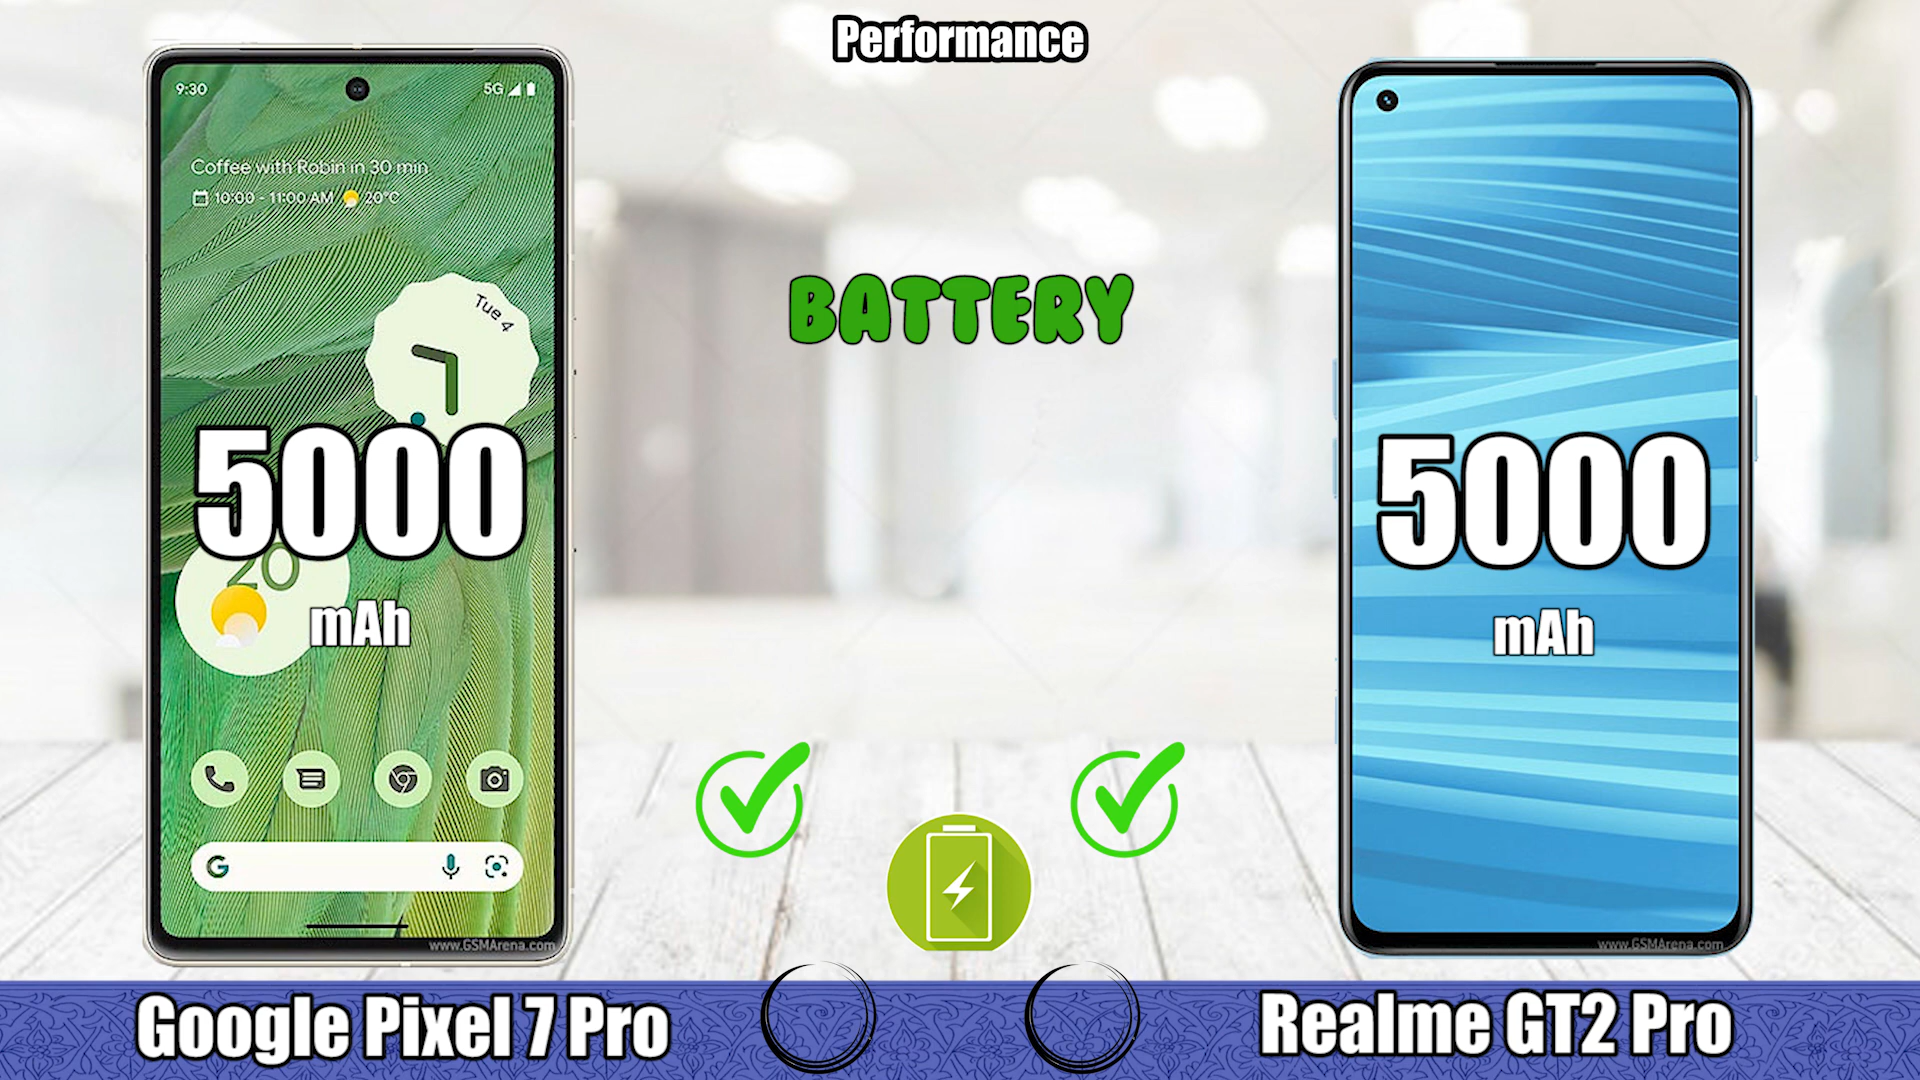 Performance
9:30
5G
Coffee with Robin in 30 min
10:00 - 11:00 AM 20°C
Tue 4
BATTERY
5000
mAh
20
G
www.GSMArena.com
5000
mAh
www.GSMArena.com
Google Pixel 7 Pro
Realme GT2 Pro